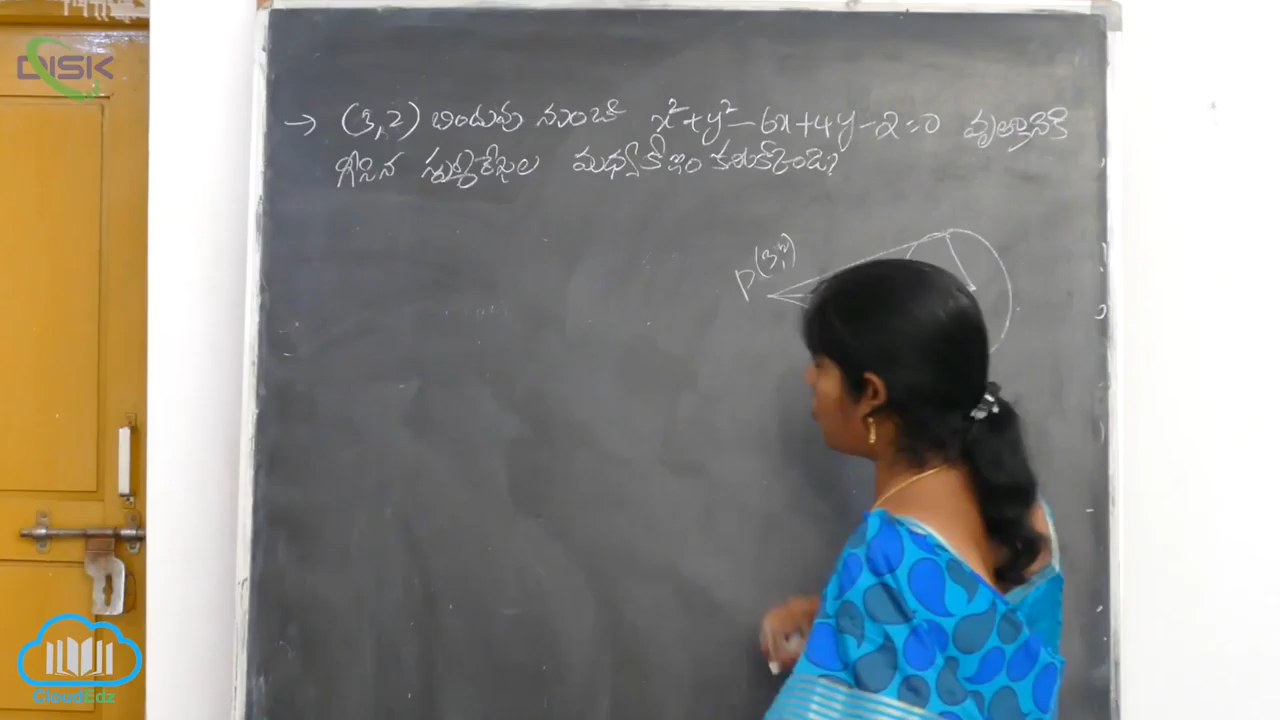 DISK
→ (3,2) బిందువు నుంచి x²+y²-6x+4y-2=0 వృత్తానికి
గీసిన స్పర్శరేఖల మధ్యకోణం కనుక్కోండి?
P(3,2)
CloudEdz